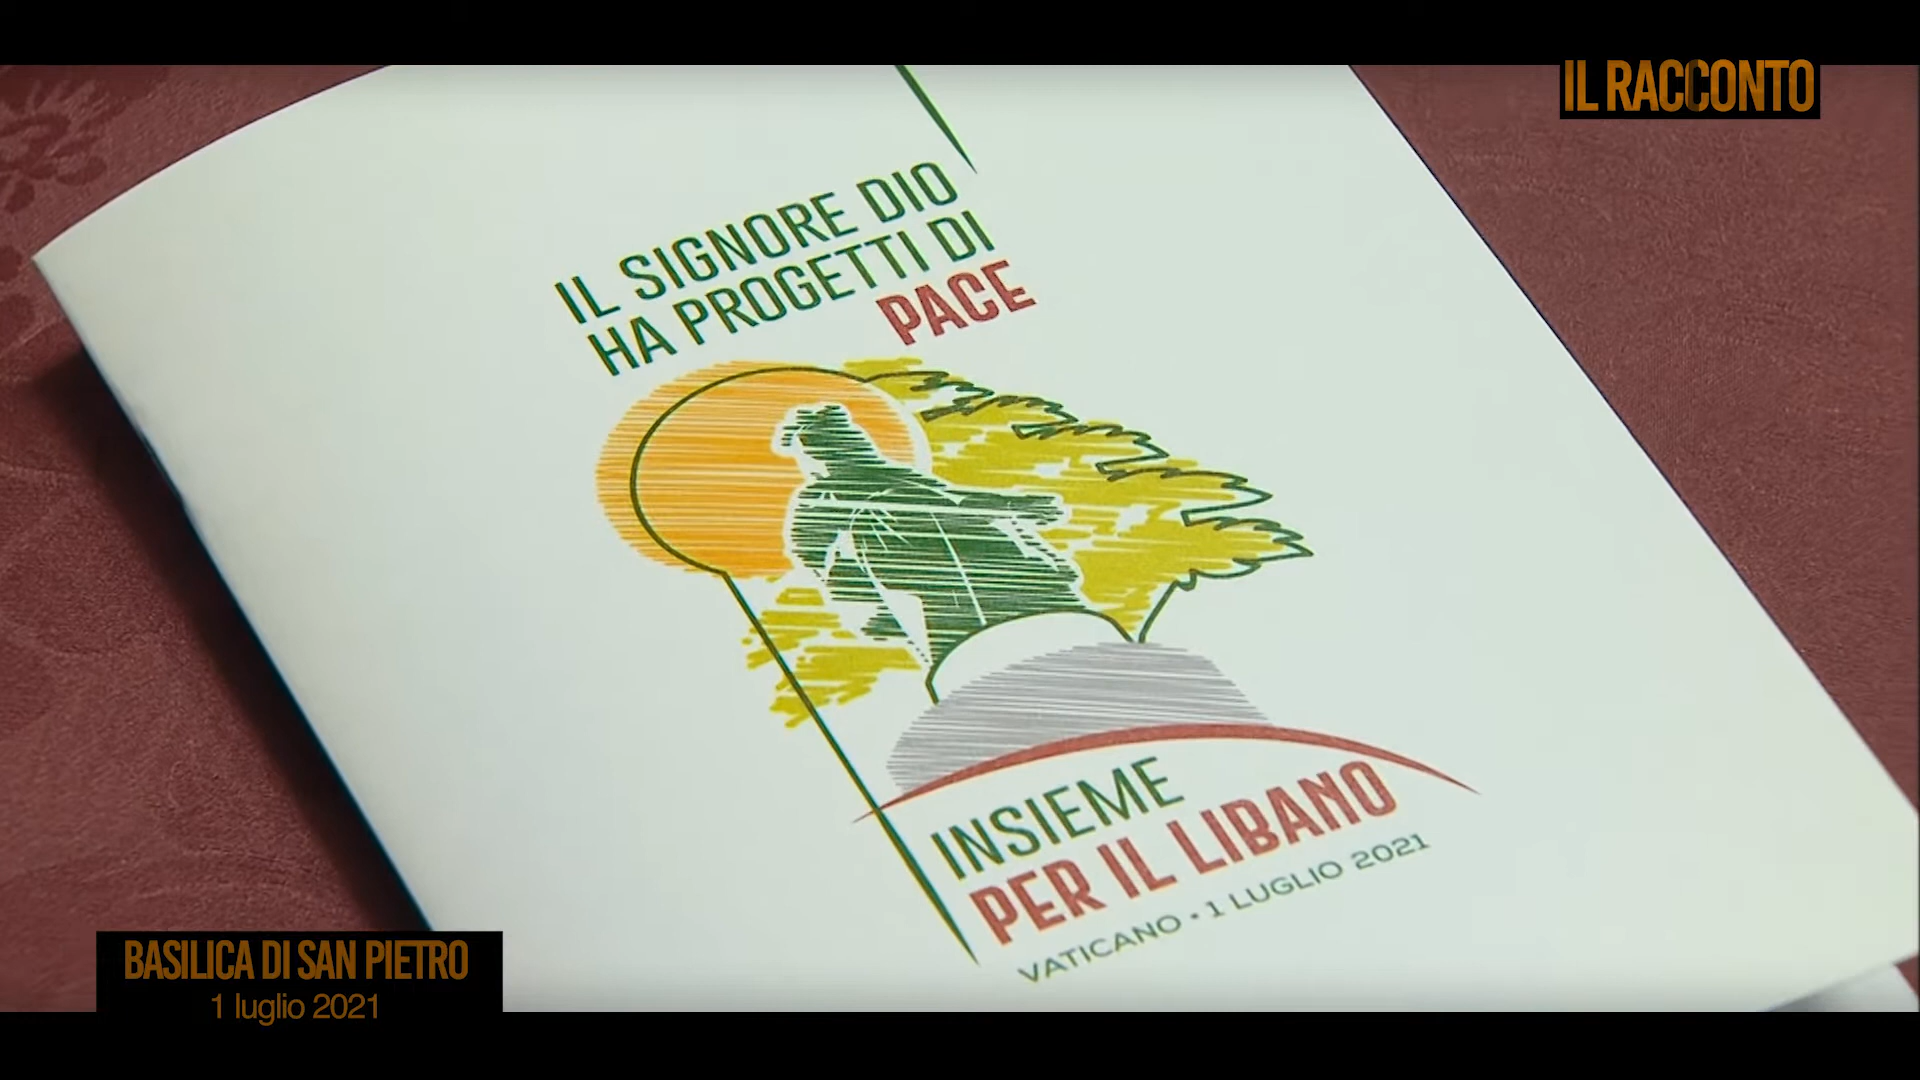 IL RACCONTO
IL SIGNORE DIO
HA PROGETTI DI
PACE
INSIEME
PER IL LIBANO
VATICANO • 1 LUGLIO 2021
BASILICA DI SAN PIETRO
1 luglio 2021